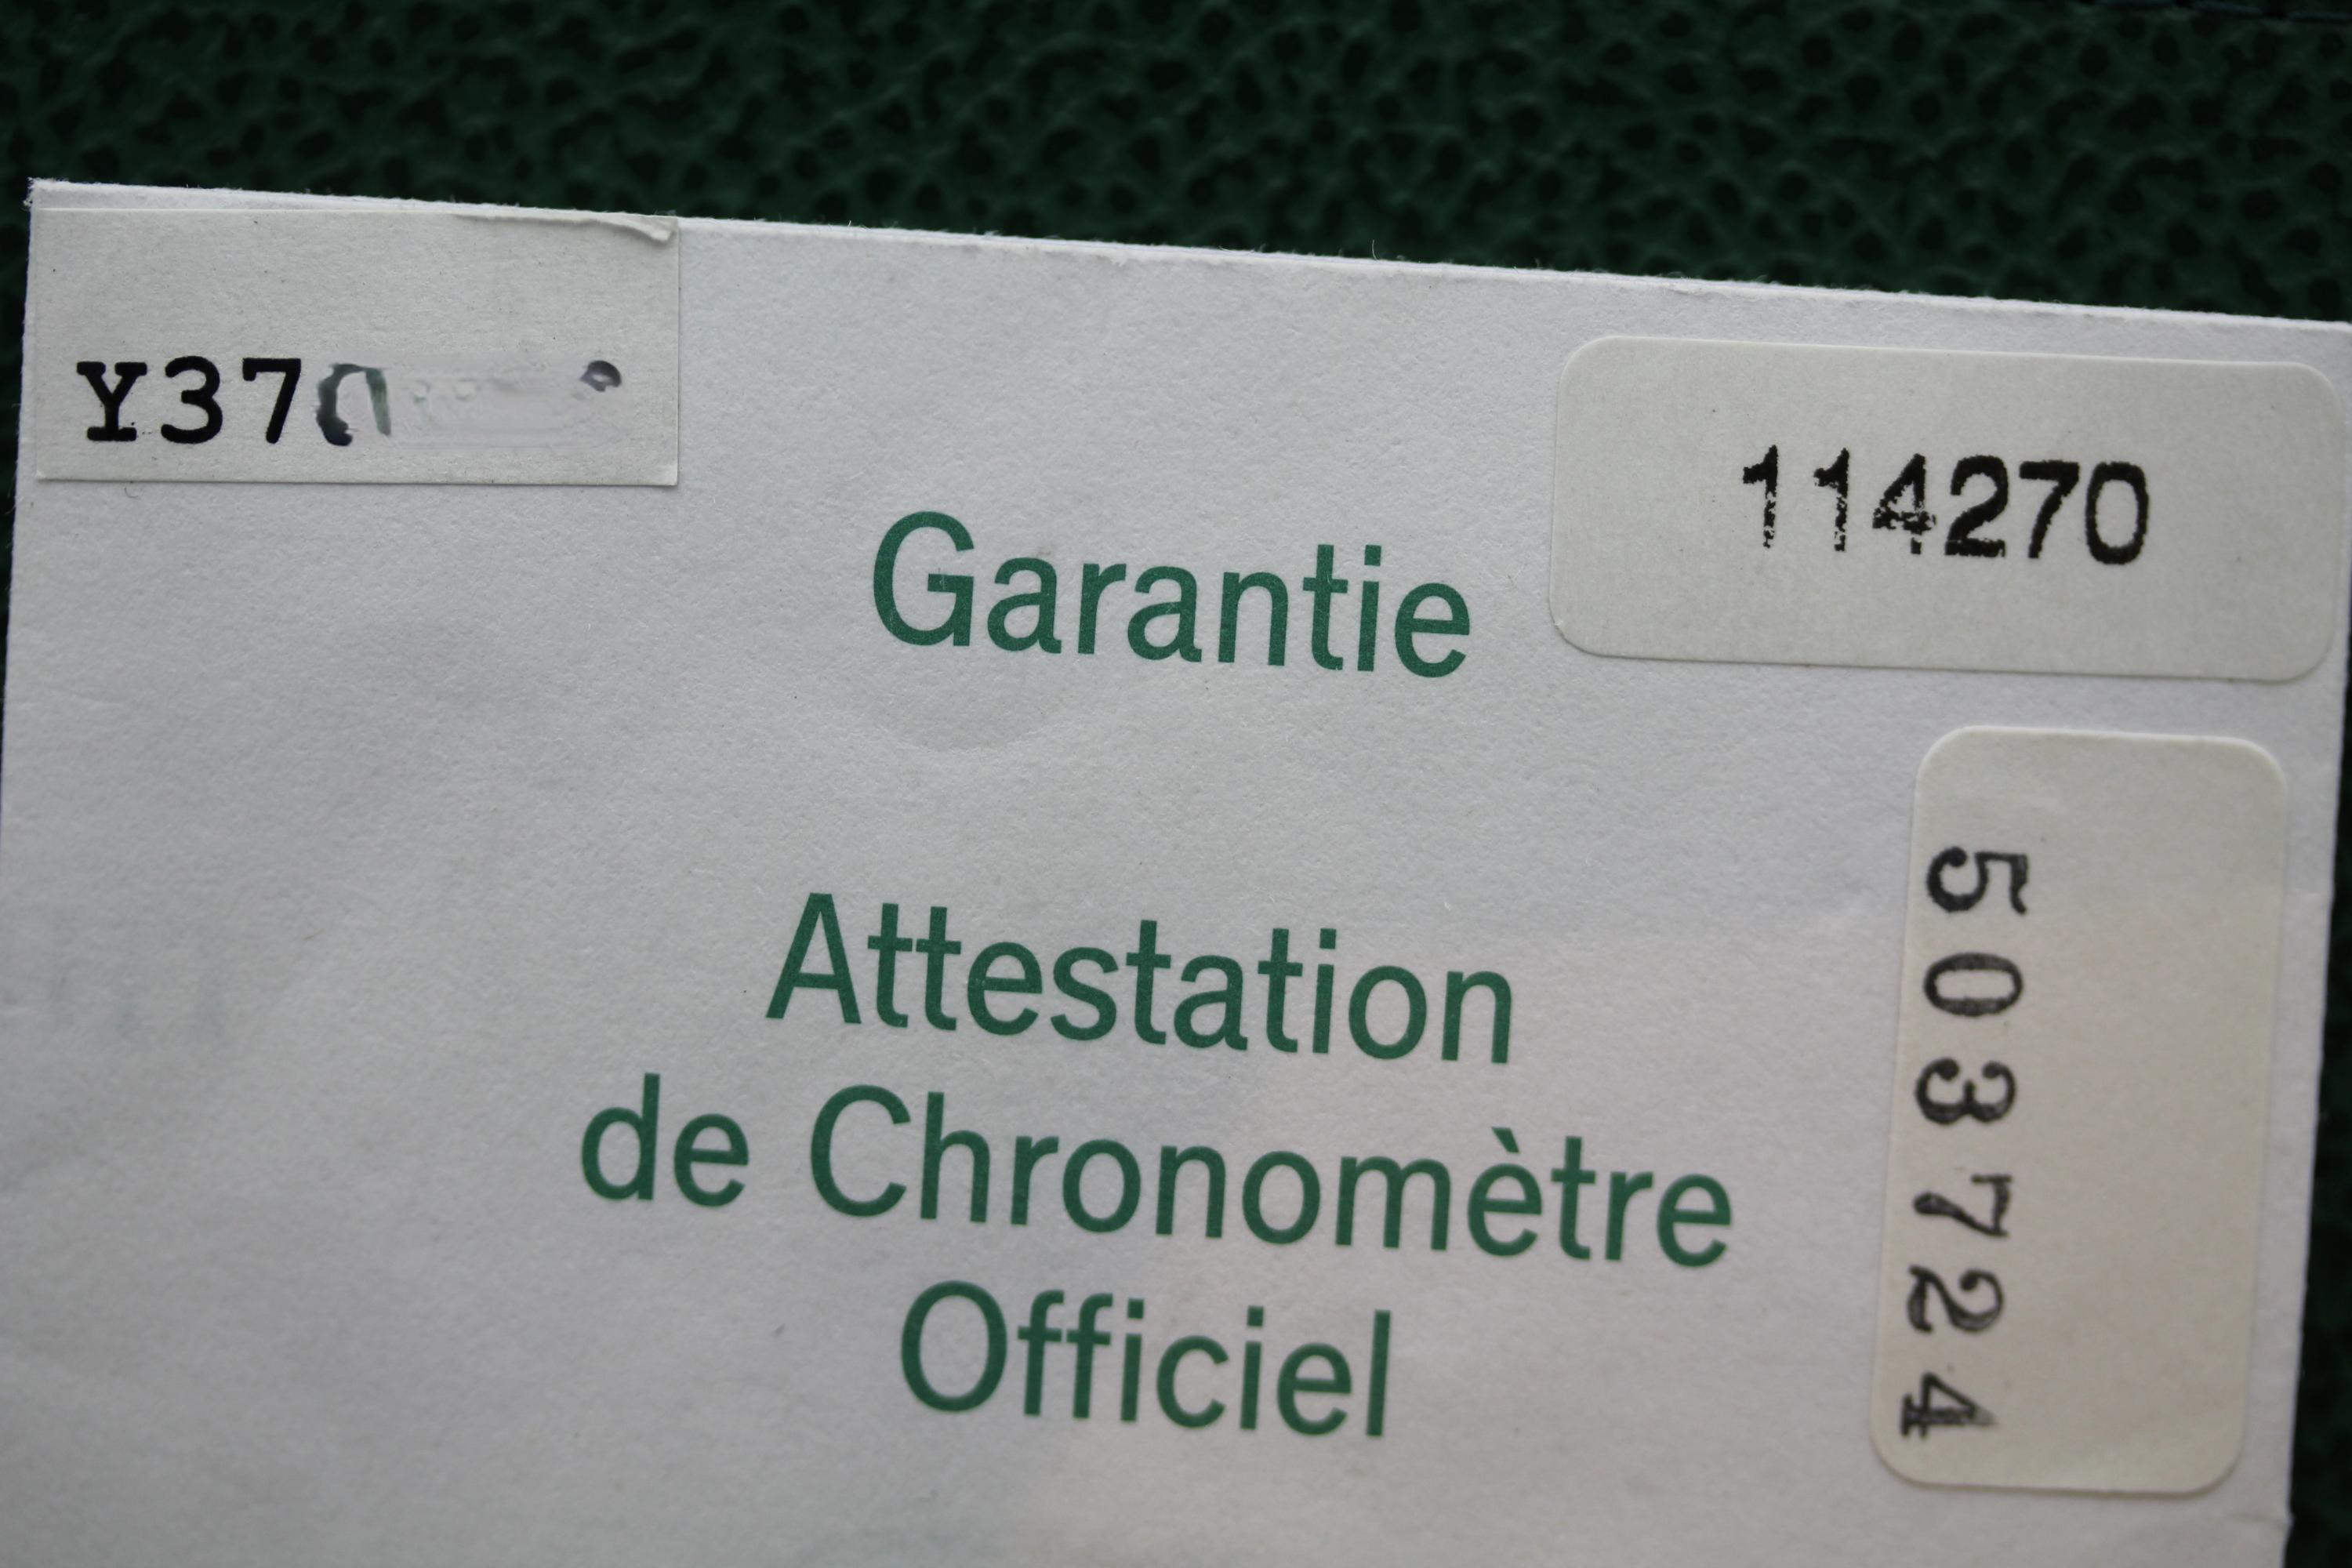 Y37
114270
Garantie
503724
Attestation
de Chronomètre
Officiel